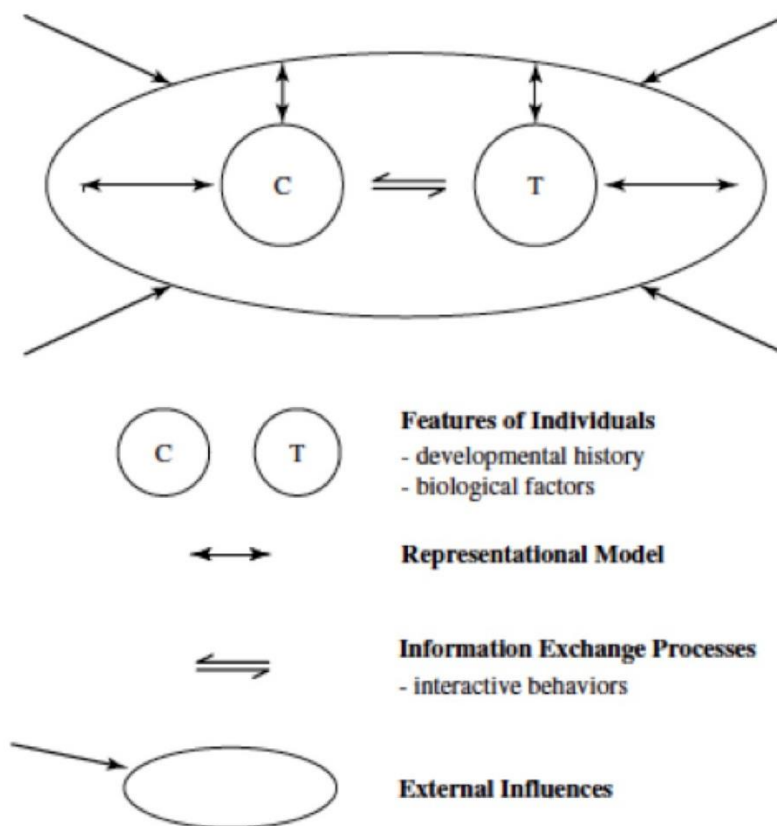 C
T
C
T
Features of Individuals
- developmental history
- biological factors
Representational Model
Information Exchange Processes
- interactive behaviors
External Influences